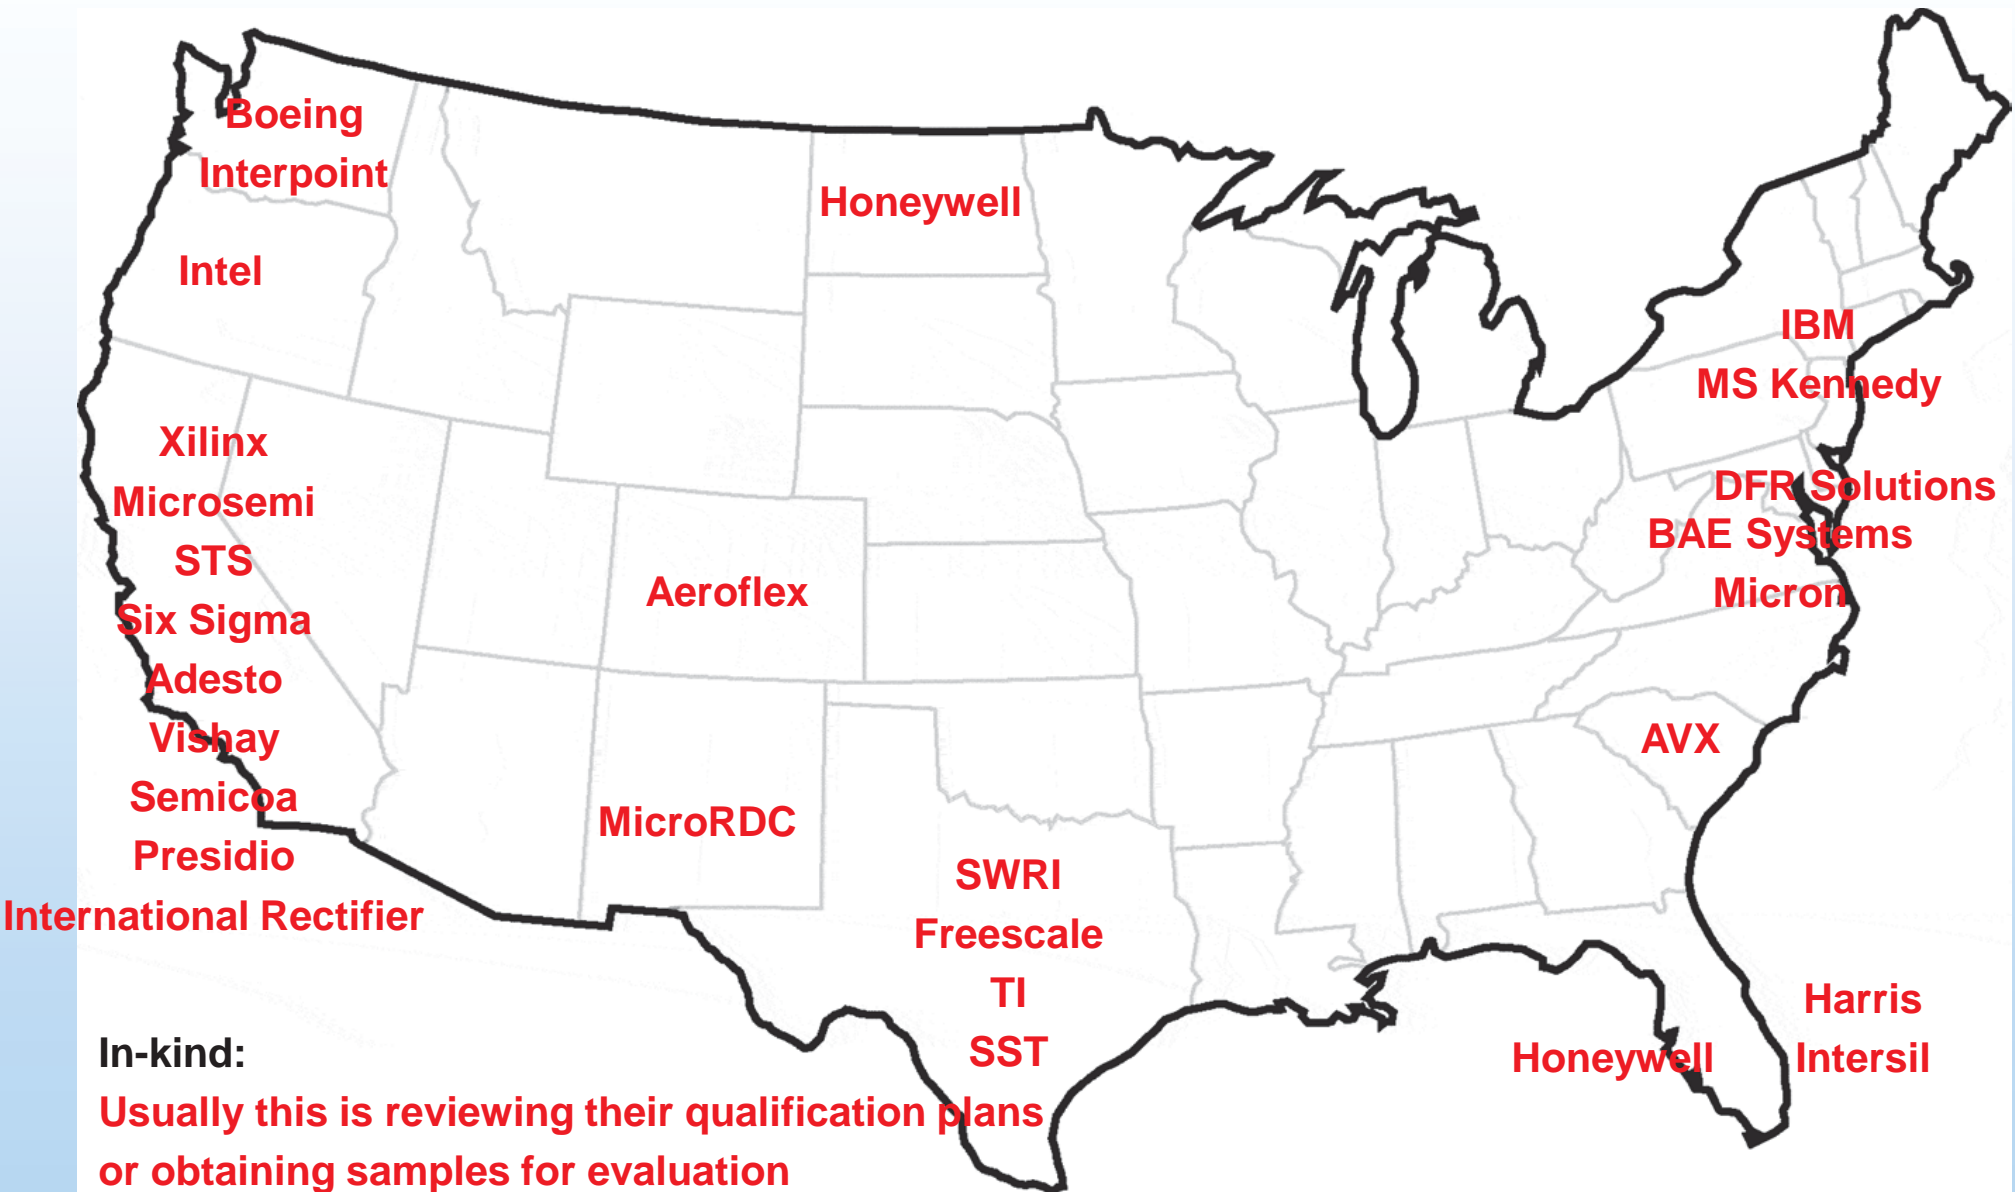 Boeing
Interpoint
Intel
Xilinx
Microsemi
STS
Six Sigma
Adesto
Vishay
Semicoa
Presidio
International Rectifier
Honeywell
Aeroflex
MicroRDC
SWRI
Freescale
TI
SST
IBM
MS Kennedy
DFR Solutions
BAE Systems
Micron
AVX
Harris
Intersil
Honeywell
In-kind:
Usually this is reviewing their qualification plans
or obtaining samples for evaluation